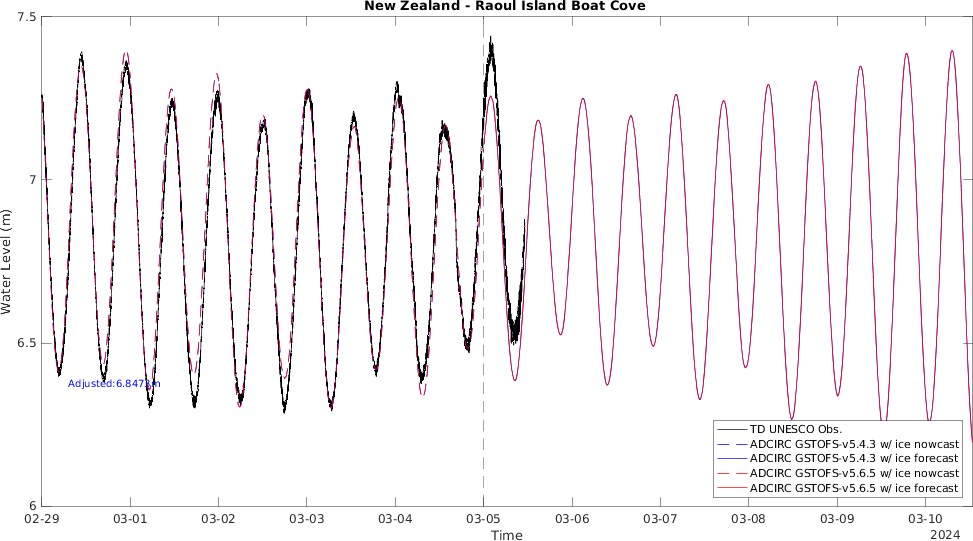 New Zealand - Raoul Island Boat Cove
7.5
7
6.5
6
Water Level (m)
Adjusted:6.8473m
TD UNESCO Obs.
ADCIRC GSTOFS-v5.4.3 w/ ice nowcast
ADCIRC GSTOFS-v5.4.3 w/ ice forecast
ADCIRC GSTOFS-v5.6.5 w/ ice nowcast
ADCIRC GSTOFS-v5.6.5 w/ ice forecast
02-29 03-01 03-02 03-03 03-04 03-05 03-06 03-07 03-08 03-09 03-10
Time
2024